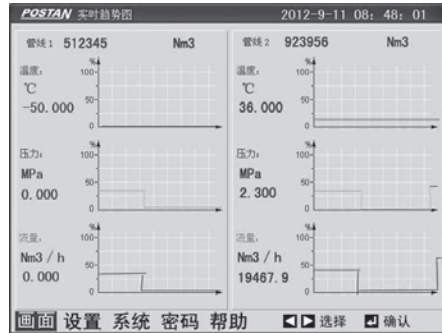 POSTAN 实时趋势图 2012-9-11 08: 48: 01
管线1 512345 Nm3
温度:
℃
-50.000
%
100
50
0
压力:
MPa
0.000
%
100
50
0
流量:
Nm3 / h
0.000
%
100
50
0
管线2 923956 Nm3
温度:
℃
36.000
%
100
50
0
压力:
MPa
2.300
%
100
50
0
流量:
Nm3 / h
19467.9
%
100
50
0
画面 设置 系统 密码 帮助 选择 确认